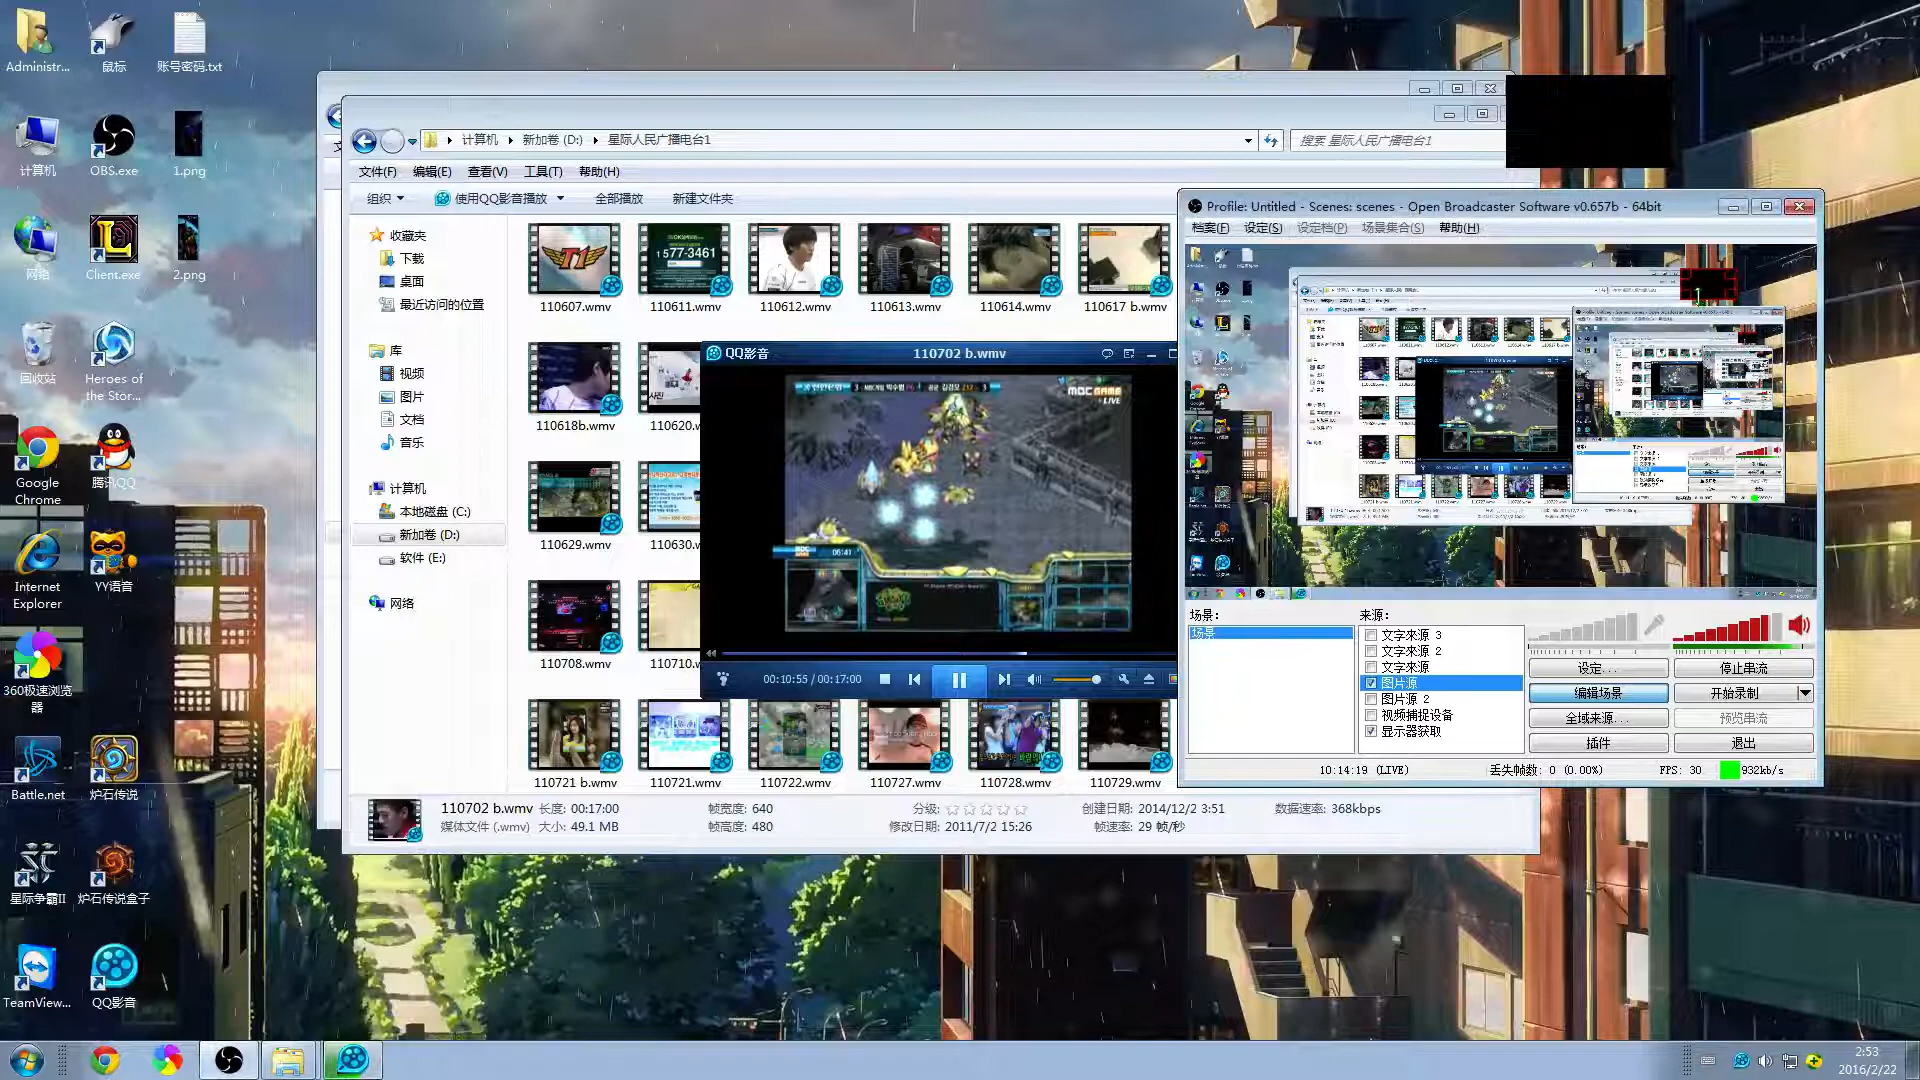 Administr...
鼠标
账号密码.txt
计算机
OBS.exe
1.png
网络
Client.exe
2.png
回收站
Heroes of the Stor...
Google Chrome
腾讯QQ
Internet Explorer
YY语音
360极速浏览器
Battle.net
炉石传说
星际争霸II
炉石传说盒子
TeamView...
QQ影音
计算机 新加卷 (D:) 星际人民广播电台1
搜索 星际人民广播电台1
文件(F) 编辑(E) 查看(V) 工具(T) 帮助(H)
组织 使用QQ影音播放 全部播放 新建文件夹
收藏夹
下载
桌面
最近访问的位置
库
视频
图片
文档
音乐
计算机
本地磁盘 (C:)
新加卷 (D:)
软件 (E:)
网络
577-3461
110607.wmv 110611.wmv 110612.wmv 110613.wmv 110614.wmv 110617 b.wmv
110618b.wmv 110620.
110629.wmv 110630.
110708.wmv 110710.
110721 b.wmv 110721.wmv 110722.wmv 110727.wmv 110728.wmv 110729.wmv
QQ影音 110702 b.wmv
MBC GAME LIVE
06:41
00:10:55 / 00:17:00
110702 b.wmv 长度: 00:17:00 帧宽度: 640 分级: 创建日期: 2014/12/2 3:51 数据速率: 368kbps
媒体文件 (.wmv) 大小: 49.1 MB 帧高度: 480 修改日期: 2011/7/2 15:26 帧速率: 29 帧/秒
Profile: Untitled - Scenes: scenes - Open Broadcaster Software v0.657b - 64bit
档案(F) 设定(S) 设定档(P) 场景集合(S) 帮助(H)
场景:
场景
来源:
文字來源 3
文字來源 2
文字來源
图片源
图片源 2
视频捕捉设备
显示器获取
设定... 停止串流
编辑场景 开始录制
全域来源... 预览串流
插件 退出
10:14:19 (LIVE) 丢失帧数: 0 (0.00%) FPS: 30 932kb/s
2:53
2016/2/22